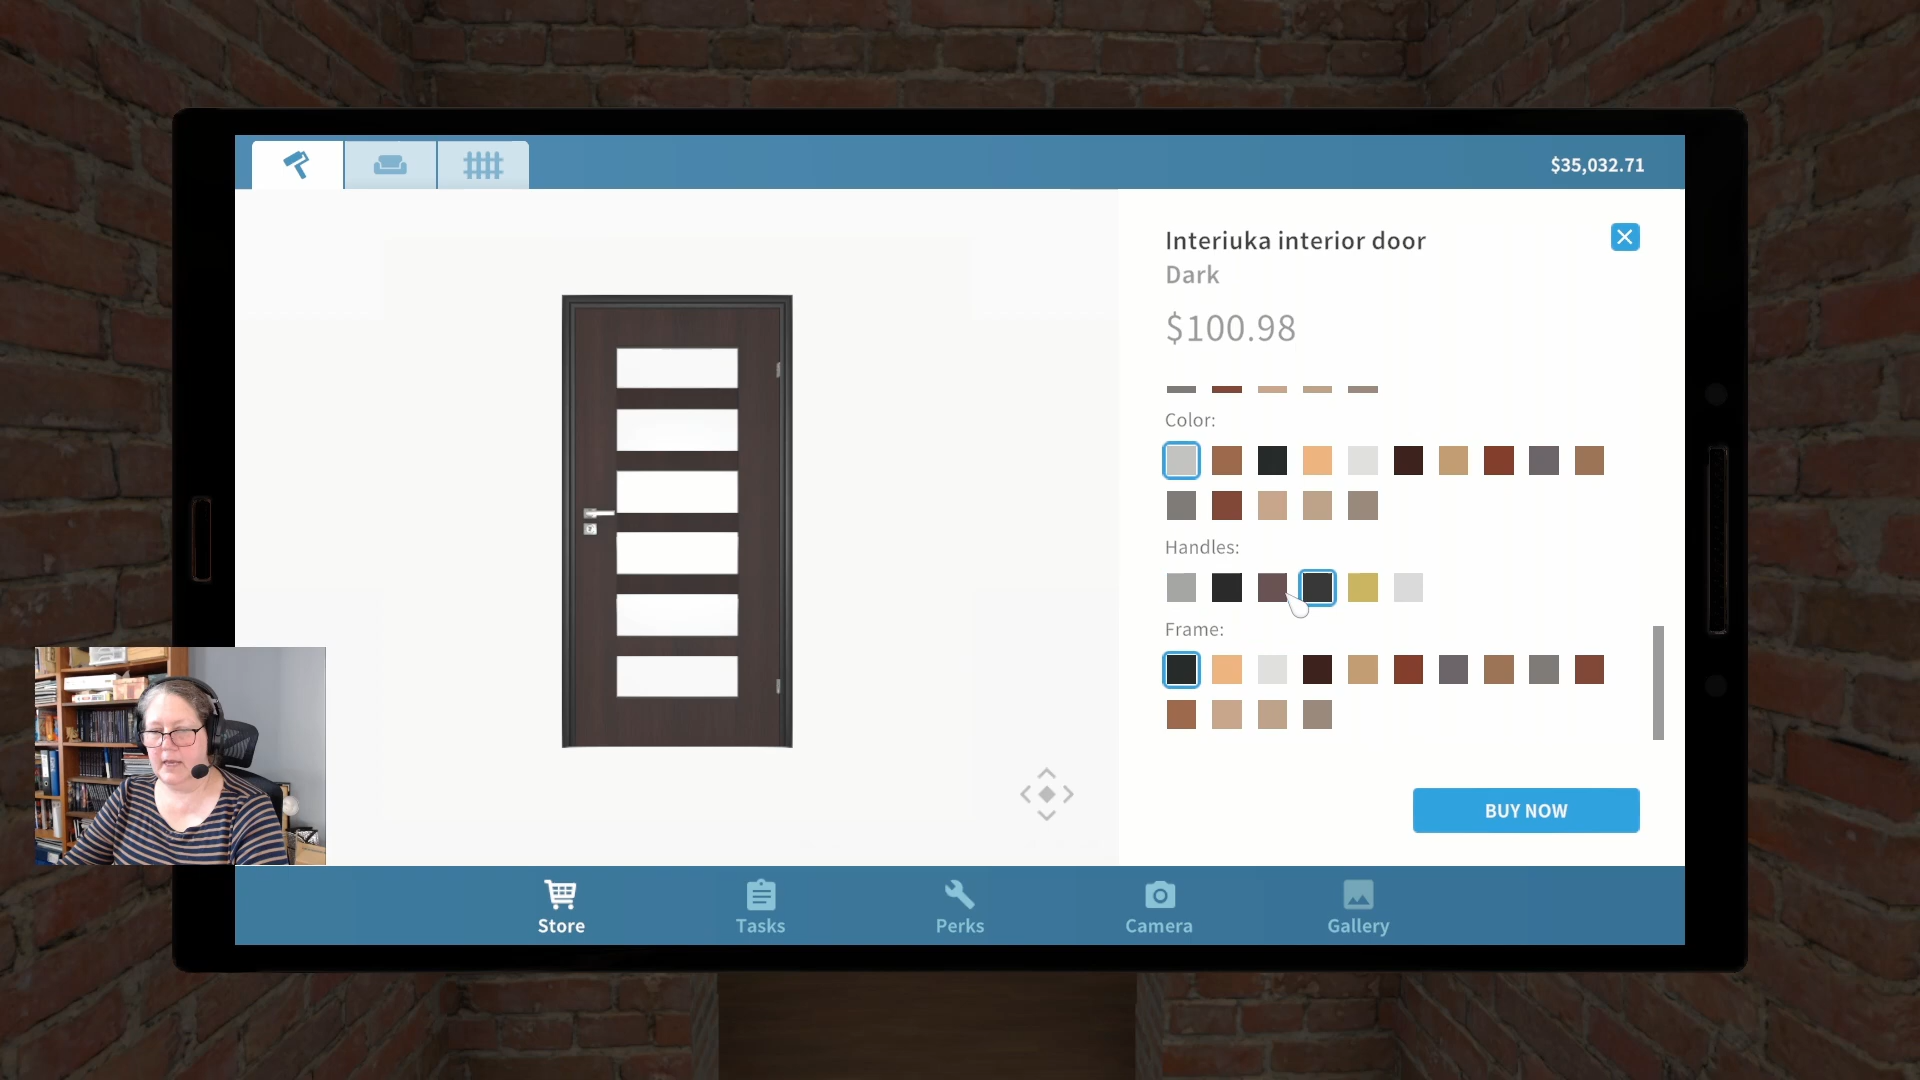 $35,032.71
Interiuka interior door
Dark
$100.98
Color:
Handles:
Frame:
BUY NOW
Store
Tasks
Perks
Camera
Gallery